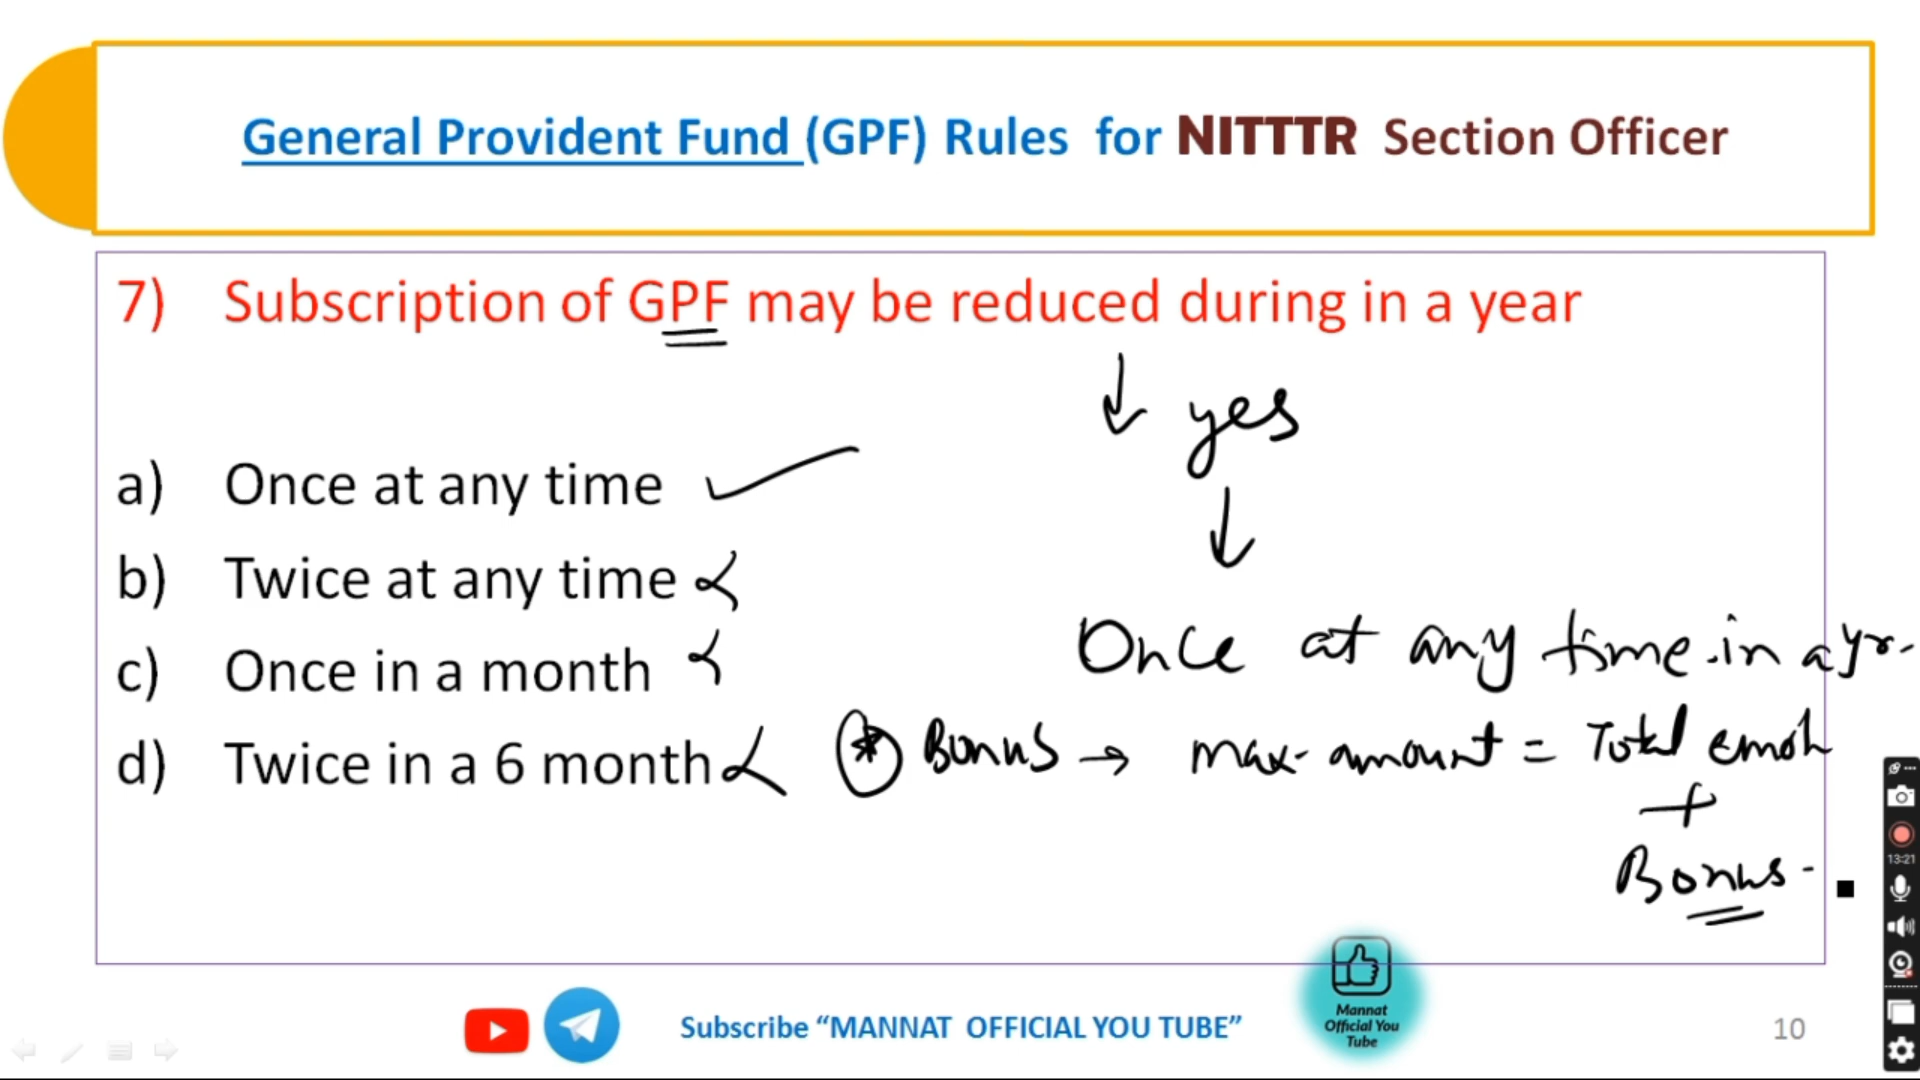 General Provident Fund (GPF) Rules for NITTTR Section Officer
7) Subscription of GPF may be reduced during in a year
yes
a) Once at any time
b) Twice at any time
Once at any time in a yr.
c) Once in a month
d) Twice in a 6 month
* Bonus → max. amount = Total
+
Bonus
Subscribe “MANNAT OFFICIAL YOU TUBE”
Mannat
Official You
Tube
10
13:21